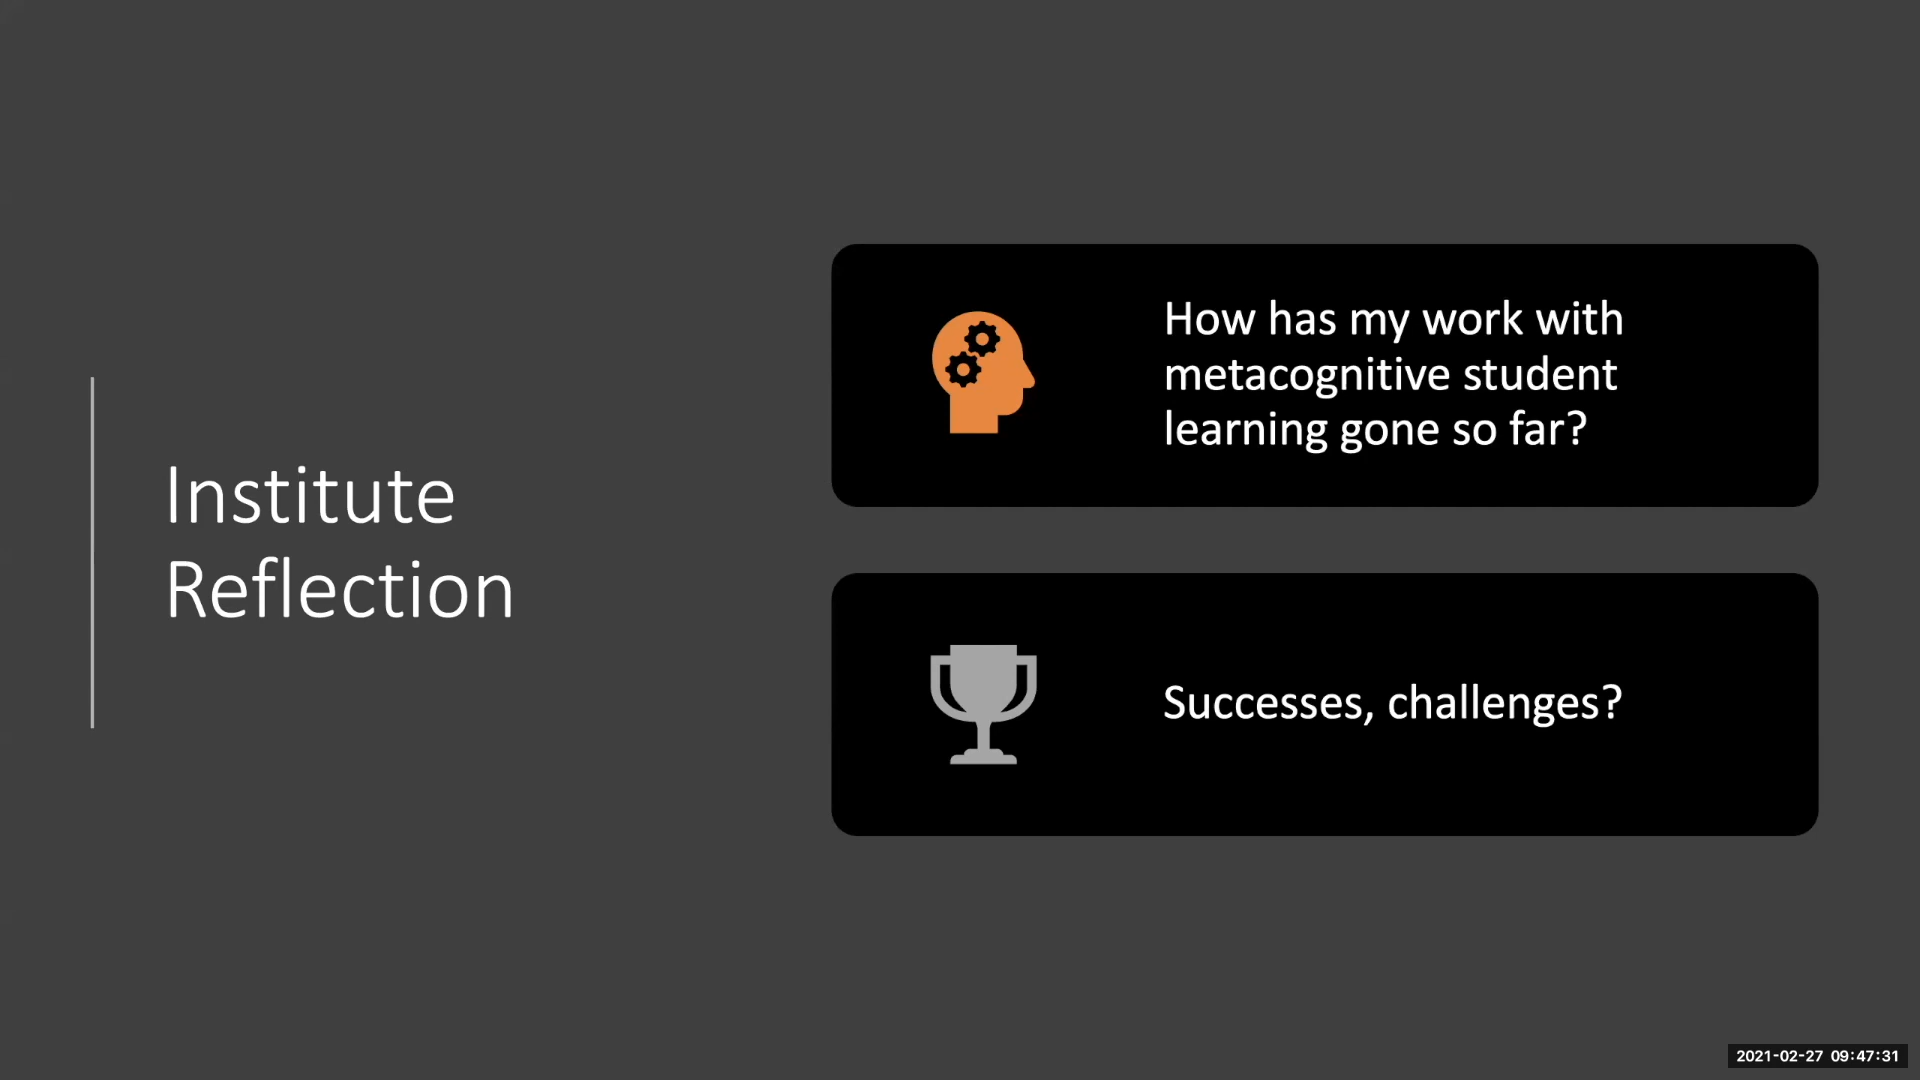 Institute
Reflection
How has my work with
metacognitive student
learning gone so far?
Successes, challenges?
2021-02-27 09:47:31